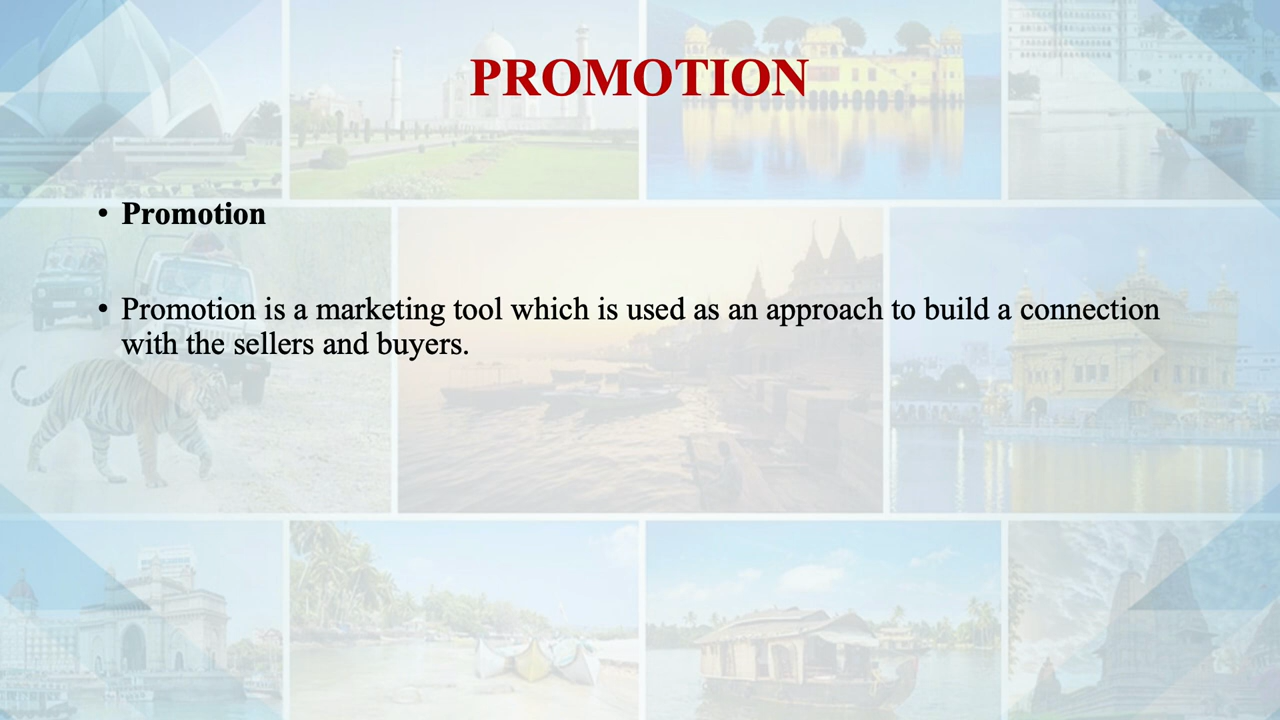 PROMOTION
• Promotion
• Promotion is a marketing tool which is used as an approach to build a connection
with the sellers and buyers.